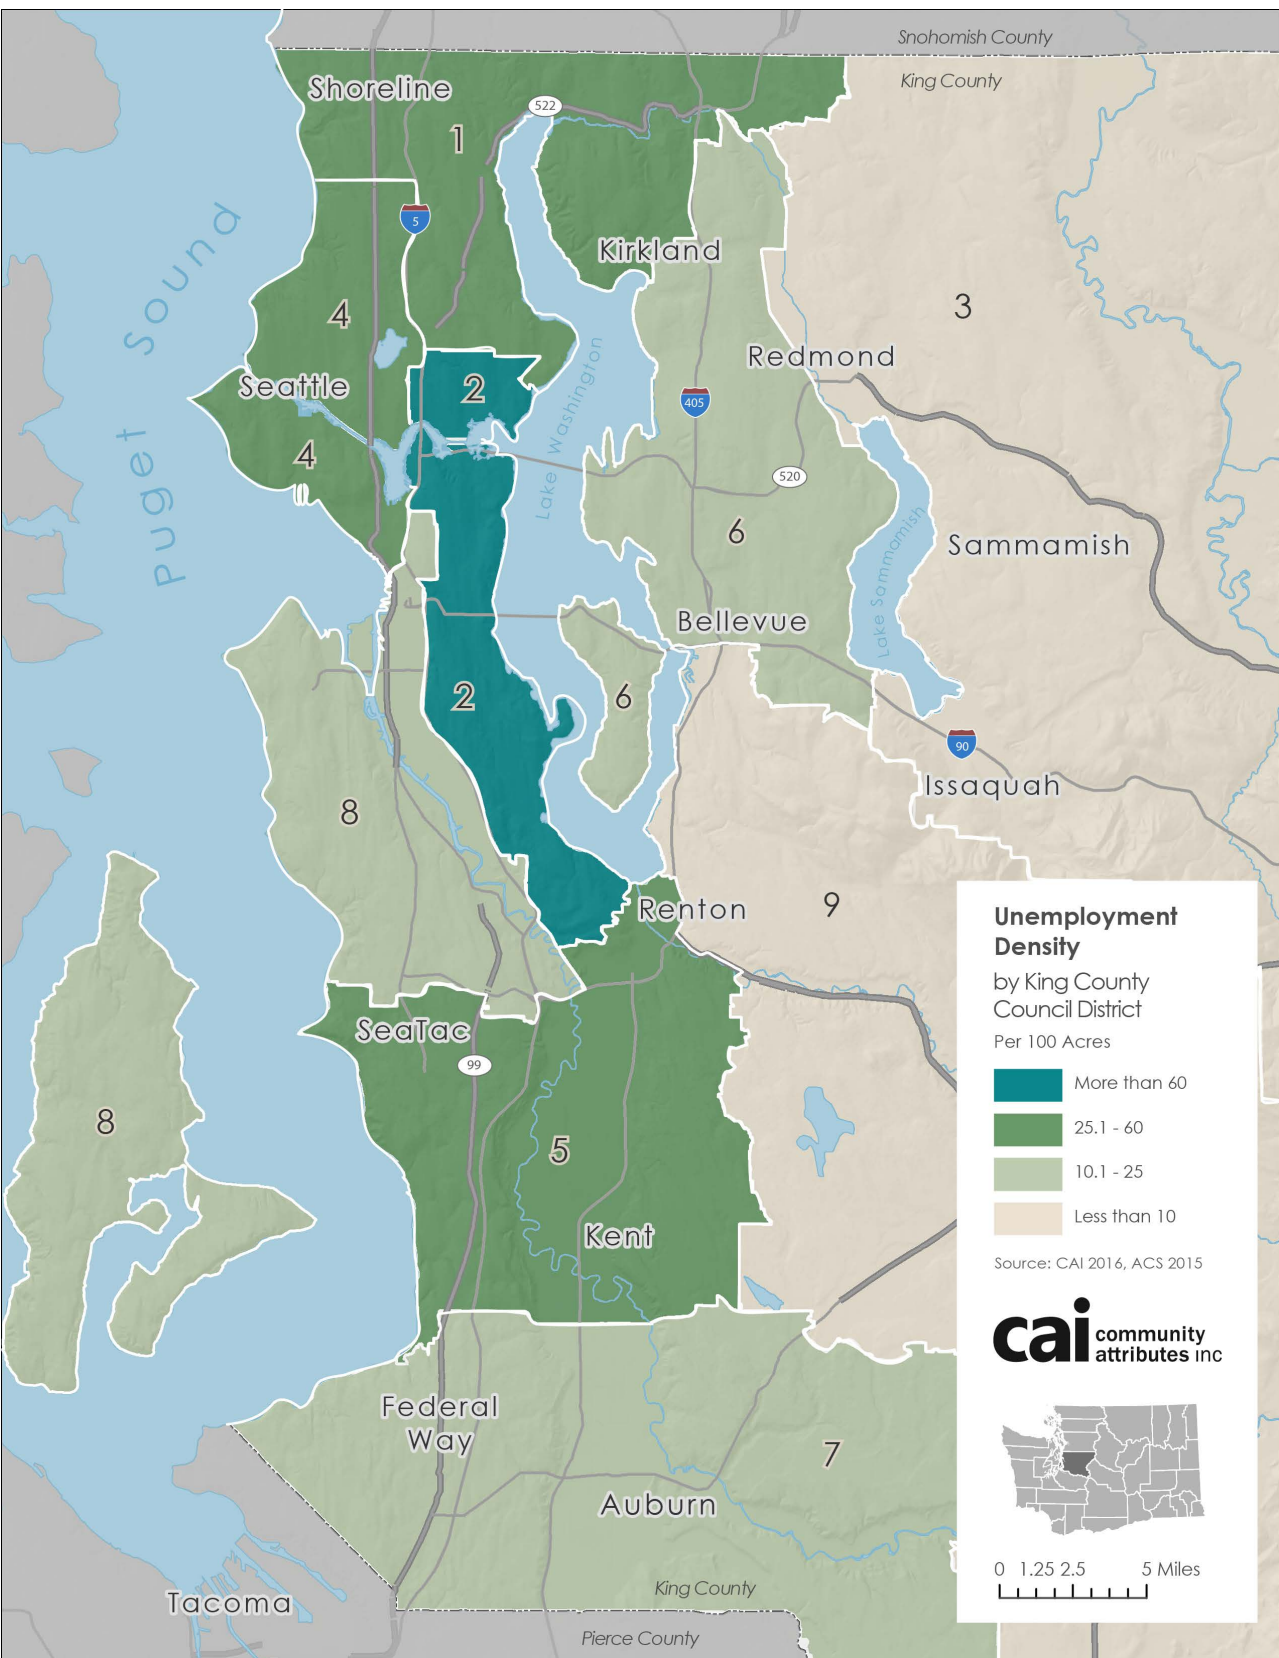 Snohomish County
King County
Shoreline
522
1
5
Puget Sound
Kirkland
4
3
Redmond
Seattle
2
Lake Washington
405
4
520
6
Lake Sammamish
Sammamish
Bellevue
2
6
90
Issaquah
8
9
Renton
SeaTac
99
8
5
Kent
Federal
Way
7
Auburn
King County
Tacoma
Pierce County
Unemployment
Density
by King County
Council District
Per 100 Acres
More than 60
25.1 - 60
10.1 - 25
Less than 10
Source: CAI 2016, ACS 2015
cai community
attributes inc
0 1.25 2.5 5 Miles